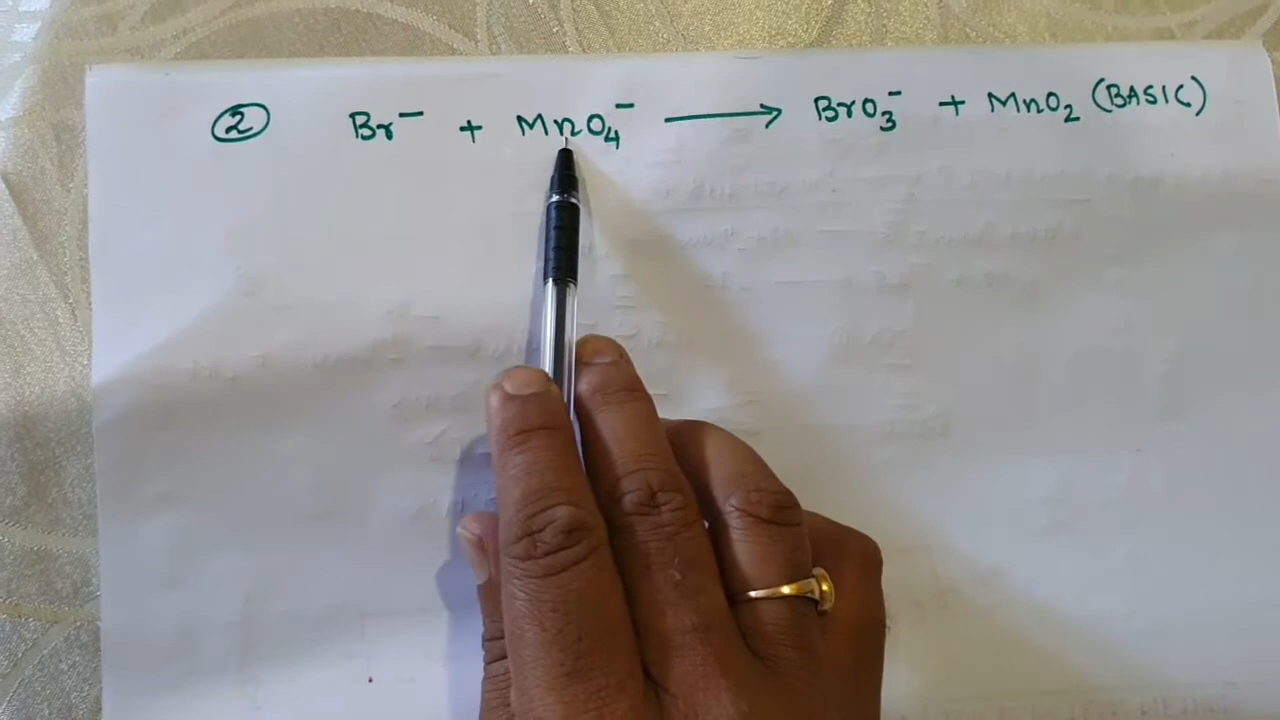 ② Br⁻ + MnO₄⁻ ⟶ BrO₃⁻ + MnO₂ (BASIC)